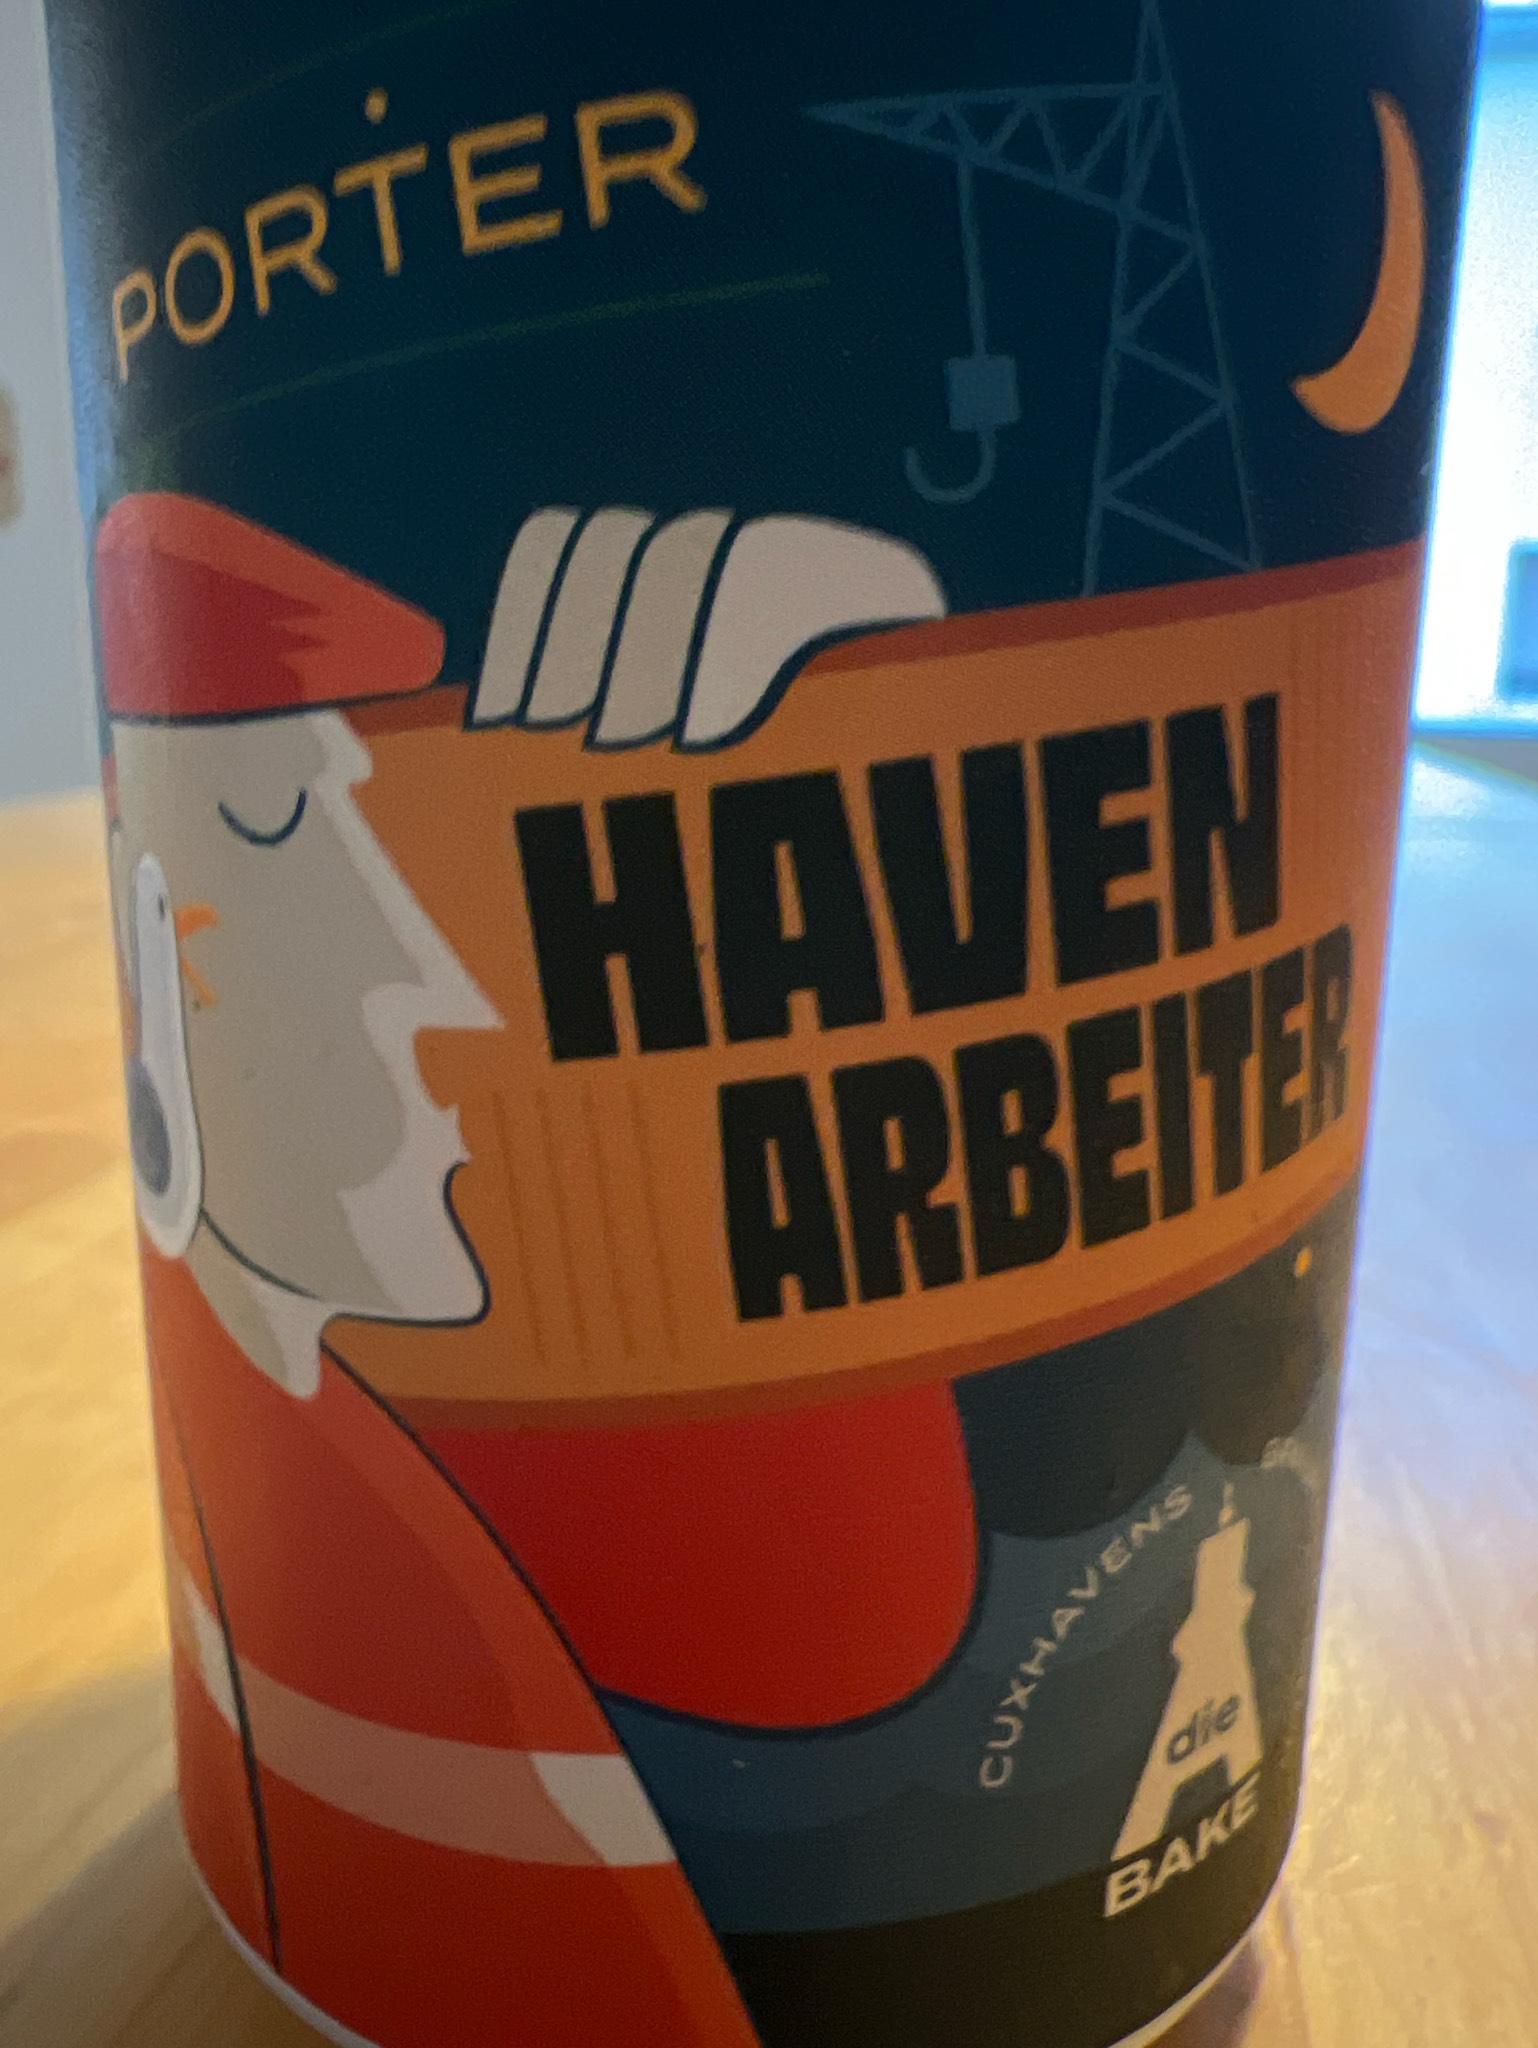 PORTER
HAVEN
ARBEITER
CUXHAVENS
die
BAKE